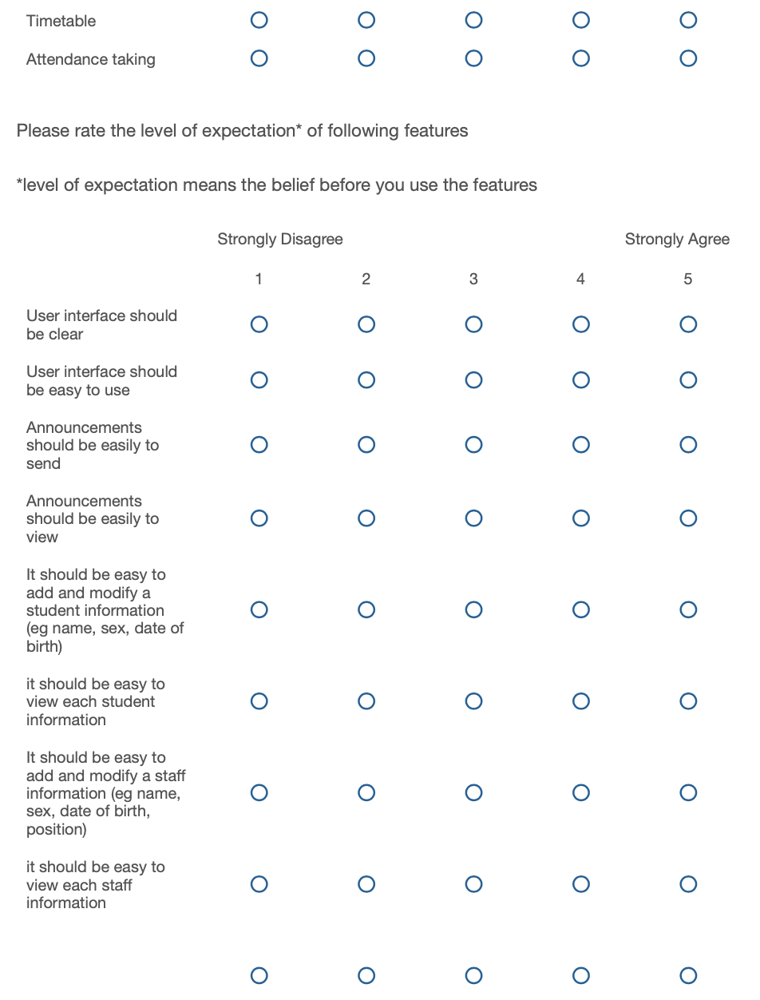 Timetable
Attendance taking
Please rate the level of expectation* of following features
*level of expectation means the belief before you use the features
Strongly Disagree Strongly Agree
1 2 3 4 5
User interface should
be clear
User interface should
be easy to use
Announcements
should be easily to
send
Announcements
should be easily to
view
It should be easy to
add and modify a
student information
(eg name, sex, date of
birth)
it should be easy to
view each student
information
It should be easy to
add and modify a staff
information (eg name,
sex, date of birth,
position)
it should be easy to
view each staff
information